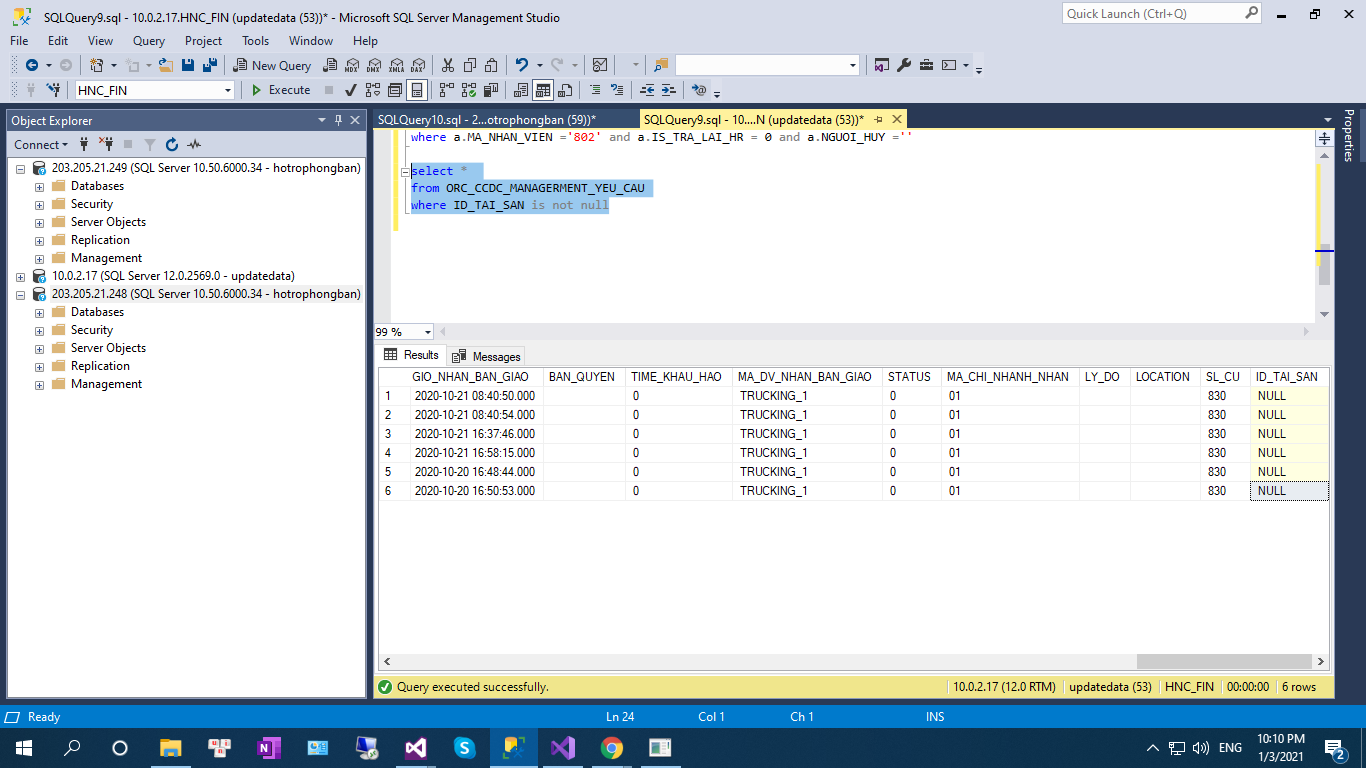 SQLQuery9.sql - 10.0.2.17.HNC_FIN (updatedata (53))* - Microsoft SQL Server Management Studio
Quick Launch (Ctrl+Q)
File Edit View Query Project Tools Window Help
New Query
MDX DMX XMLA DAX
HNC_FIN
Execute
Object Explorer
SQLQuery10.sql - 2...otrophongban (59))*
SQLQuery9.sql - 10....N (updatedata (53))*
Properties
Connect
203.205.21.249 (SQL Server 10.50.6000.34 - hotrophongban)
Databases
Security
Server Objects
Replication
Management
10.0.2.17 (SQL Server 12.0.2569.0 - updatedata)
203.205.21.248 (SQL Server 10.50.6000.34 - hotrophongban)
Databases
Security
Server Objects
Replication
Management
where a.MA_NHAN_VIEN ='802' and a.IS_TRA_LAI_HR = 0 and a.NGUOI_HUY =''
select *
from ORC_CCDC_MANAGERMENT_YEU_CAU
where ID_TAI_SAN is not null
99 %
Results Messages
GIO_NHAN_BAN_GIAO BAN_QUYEN TIME_KHAU_HAO MA_DV_NHAN_BAN_GIAO STATUS MA_CHI_NHANH_NHAN LY_DO LOCATION SL_CU ID_TAI_SAN
1 2020-10-21 08:40:50.000 0 TRUCKING_1 0 01 830 NULL
2 2020-10-21 08:40:54.000 0 TRUCKING_1 0 01 830 NULL
3 2020-10-21 16:37:46.000 0 TRUCKING_1 0 01 830 NULL
4 2020-10-21 16:58:15.000 0 TRUCKING_1 0 01 830 NULL
5 2020-10-20 16:48:44.000 0 TRUCKING_1 0 01 830 NULL
6 2020-10-20 16:50:53.000 0 TRUCKING_1 0 01 830 NULL
Query executed successfully.
10.0.2.17 (12.0 RTM) updatedata (53) HNC_FIN 00:00:00 6 rows
Ready
Ln 24 Col 1 Ch 1 INS
ENG
10:10 PM
1/3/2021
2